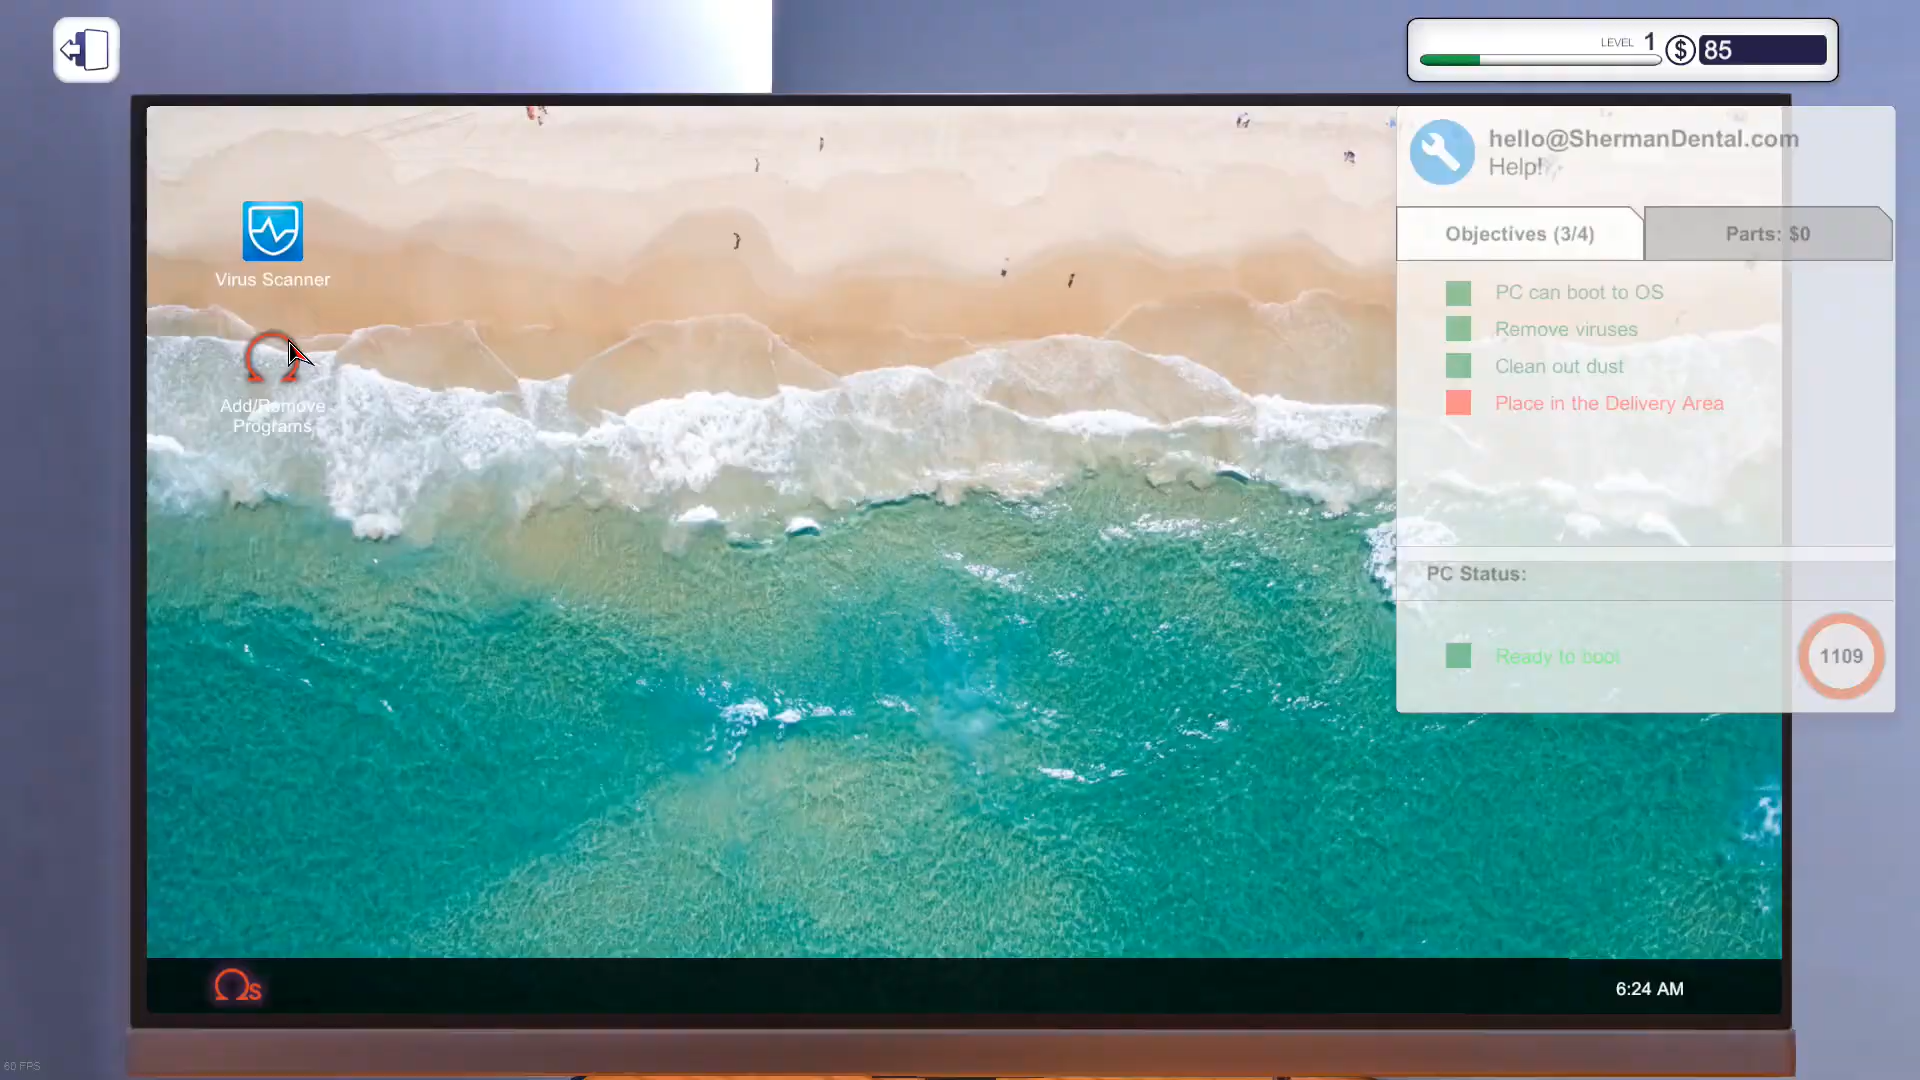 LEVEL 1
$ 85
hello@ShermanDental.com
Help!
Objectives (3/4)
Parts: $0
PC can boot to OS
Remove viruses
Clean out dust
Place in the Delivery Area
PC Status:
Ready to boot
1109
Virus Scanner
Add/Remove
Programs
Ωs
6:24 AM
60 FPS